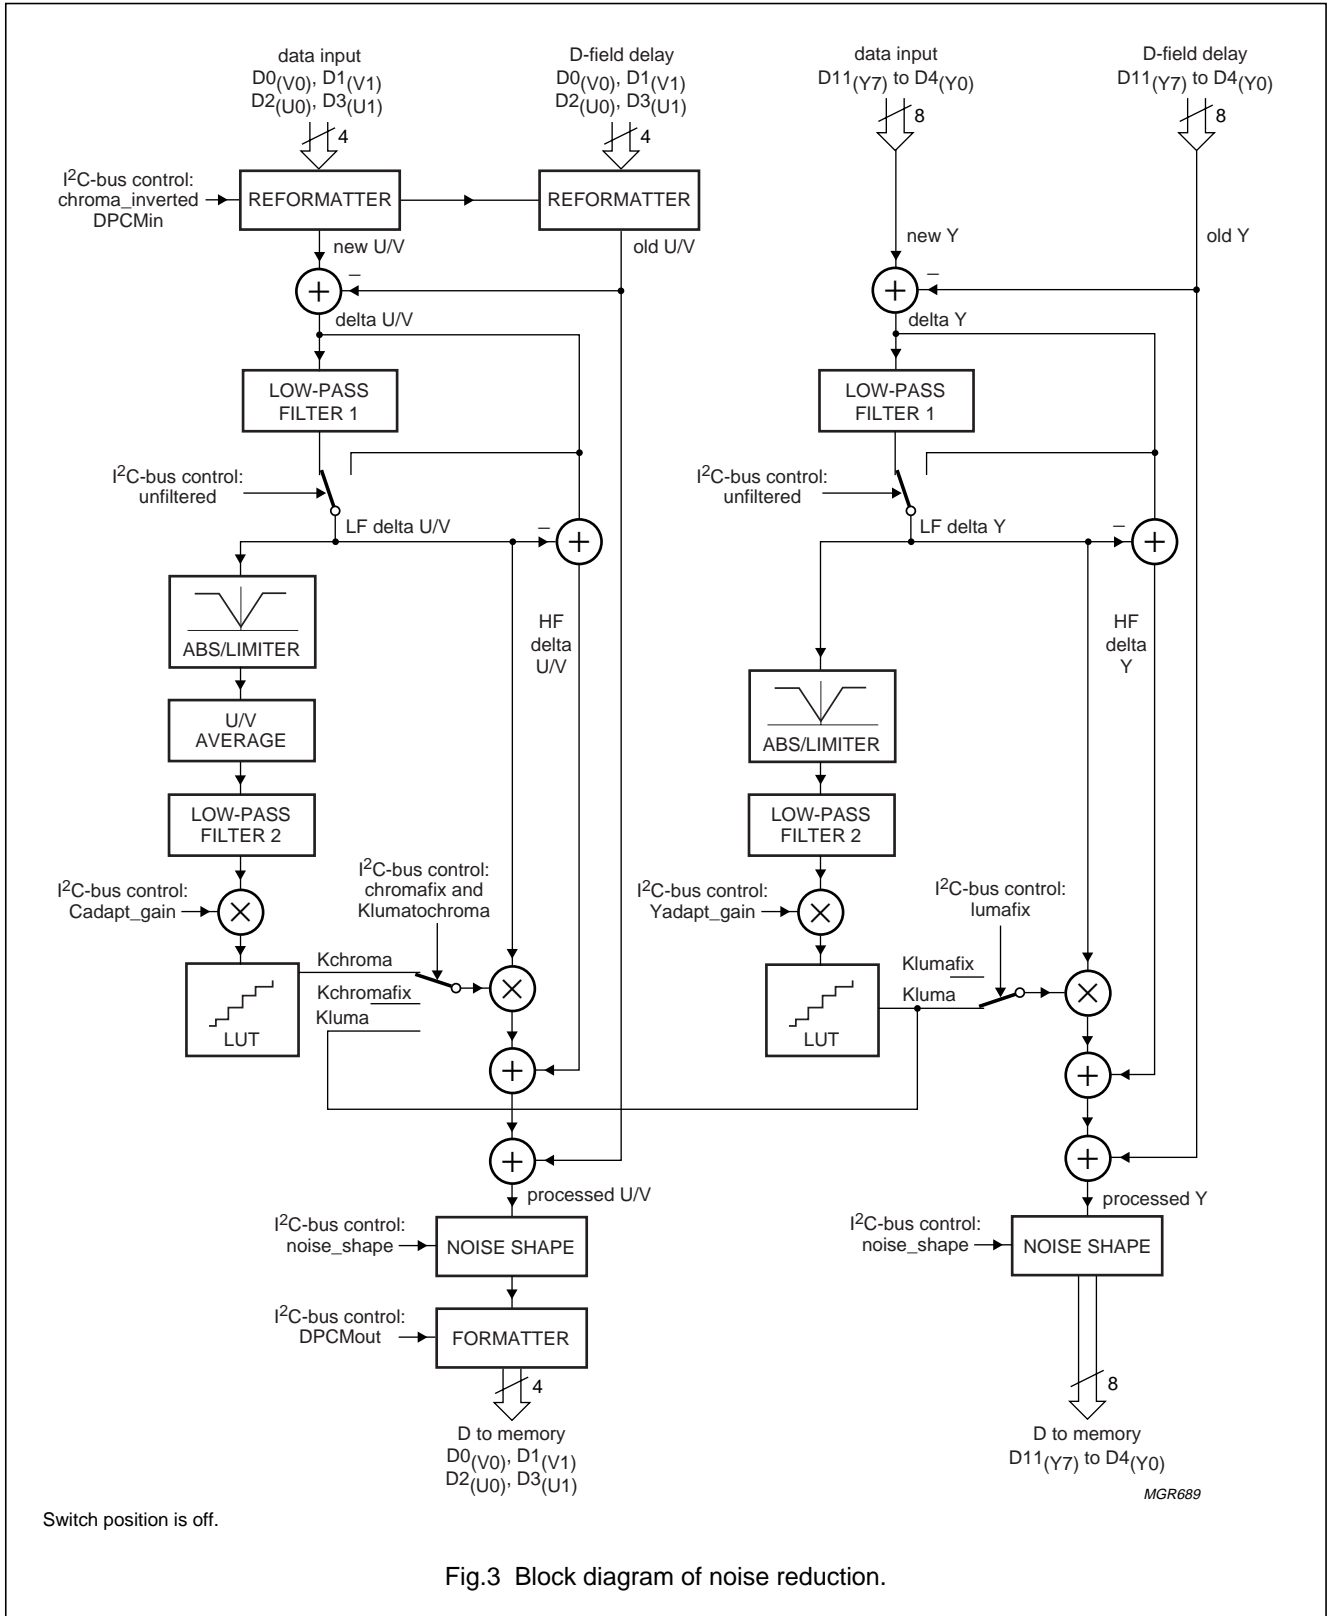 data input
D0(V0), D1(V1)
D2(U0), D3(U1)
4
D-field delay
D0(V0), D1(V1)
D2(U0), D3(U1)
4
data input
D11(Y7) to D4(Y0)
8
D-field delay
D11(Y7) to D4(Y0)
8
I2C-bus control:
chroma_inverted
DPCMin
REFORMATTER
REFORMATTER
new U/V
old U/V
new Y
old Y
+
–
+
–
delta U/V
delta Y
LOW-PASS
FILTER 1
LOW-PASS
FILTER 1
I2C-bus control:
unfiltered
I2C-bus control:
unfiltered
LF delta U/V
–
+
LF delta Y
–
+
ABS/LIMITER
HF
delta
U/V
HF
delta
Y
U/V
AVERAGE
ABS/LIMITER
LOW-PASS
FILTER 2
LOW-PASS
FILTER 2
I2C-bus control:
Cadapt_gain
×
I2C-bus control:
chromafix and
Klumatochroma
I2C-bus control:
Yadapt_gain
×
I2C-bus control:
lumafix
Kchroma
Kchromafix
Kluma
LUT
×
Klumafix
Kluma
LUT
×
+
+
+
+
processed U/V
processed Y
I2C-bus control:
noise_shape
NOISE SHAPE
I2C-bus control:
noise_shape
NOISE SHAPE
I2C-bus control:
DPCMout
FORMATTER
4
8
D to memory
D0(V0), D1(V1)
D2(U0), D3(U1)
D to memory
D11(Y7) to D4(Y0)
MGR689
Switch position is off.
Fig.3 Block diagram of noise reduction.